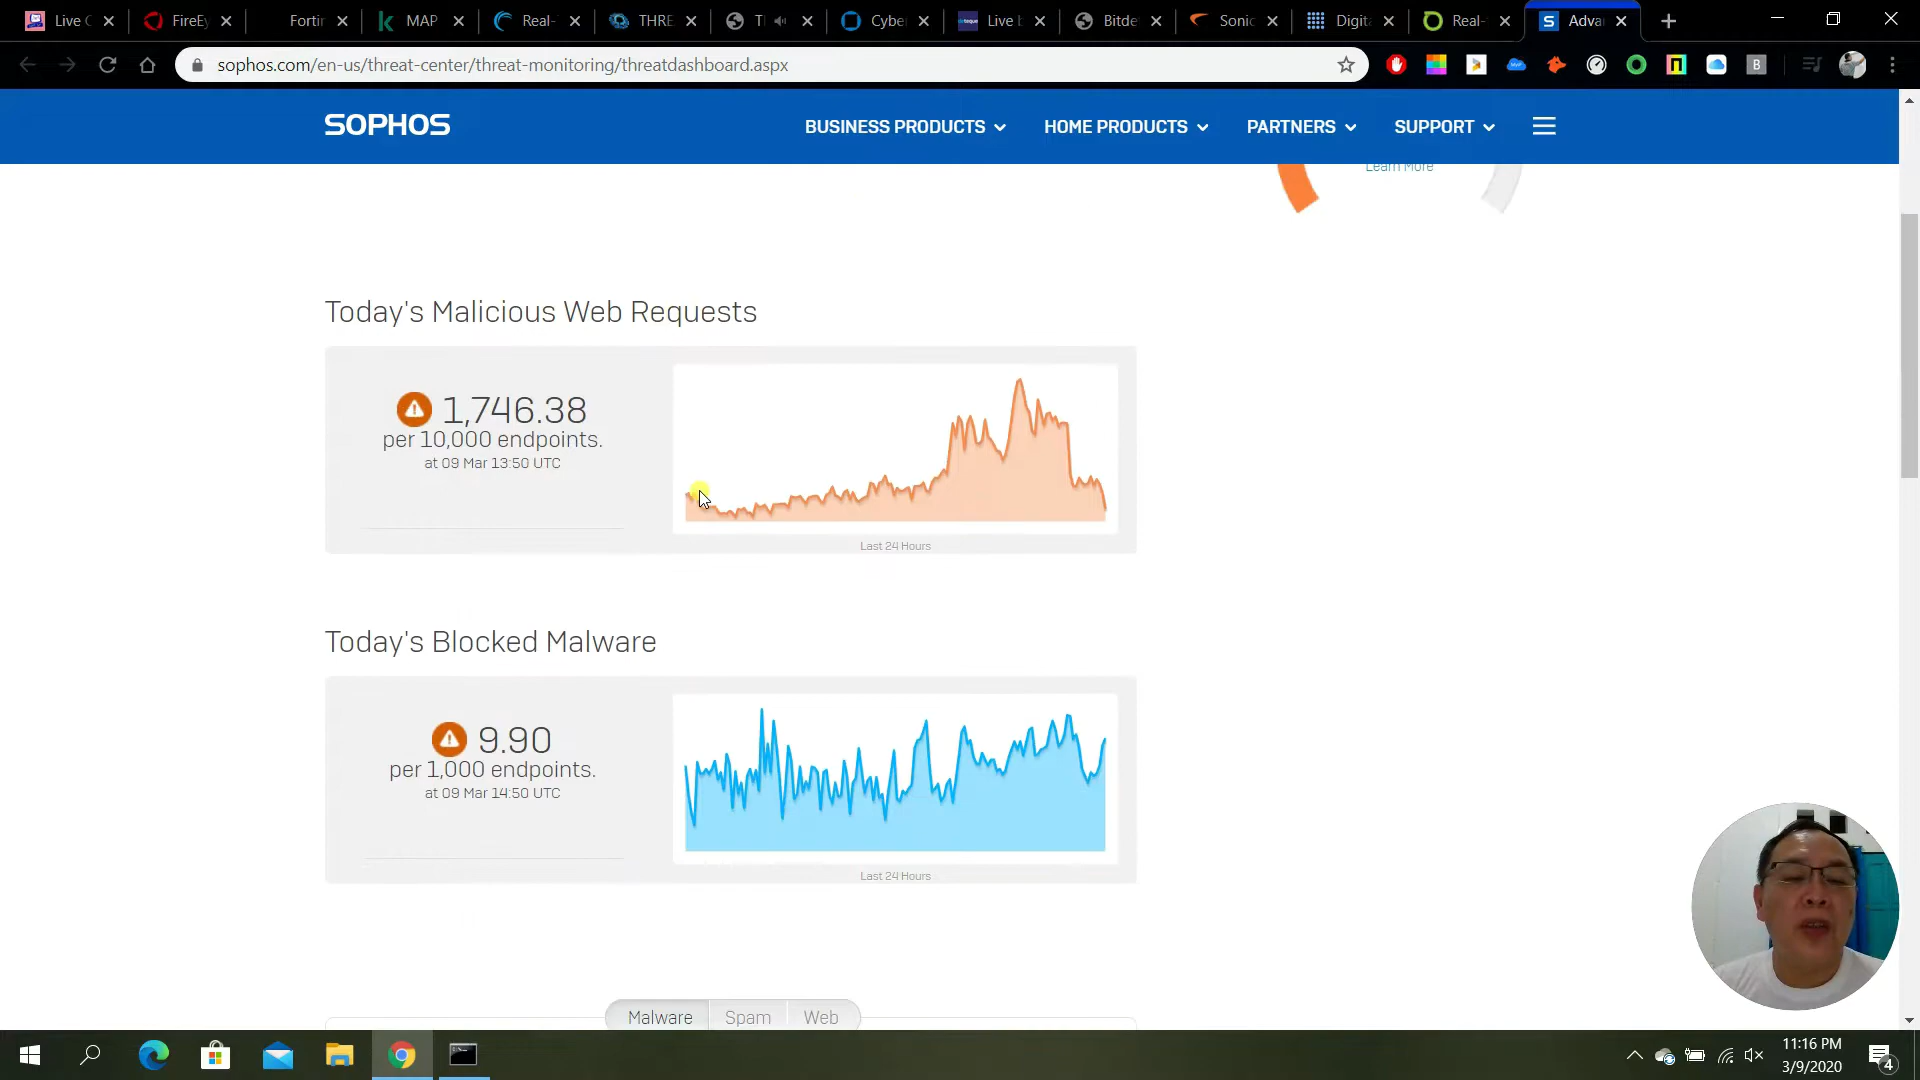 Live C
FireEy
Fortin
MAP
Real-
THRE
Cyber
Live b
Bitde
Sonic
Digita
Real-
Adva
sophos.com/en-us/threat-center/threat-monitoring/threatdashboard.aspx
SOPHOS
BUSINESS PRODUCTS
HOME PRODUCTS
PARTNERS
SUPPORT
Learn More
Today's Malicious Web Requests
1,746.38
per 10,000 endpoints.
at 09 Mar 13:50 UTC
Last 24 Hours
Today's Blocked Malware
9.90
per 1,000 endpoints.
at 09 Mar 14:50 UTC
Last 24 Hours
Malware
Spam
Web
11:16 PM
3/9/2020
4